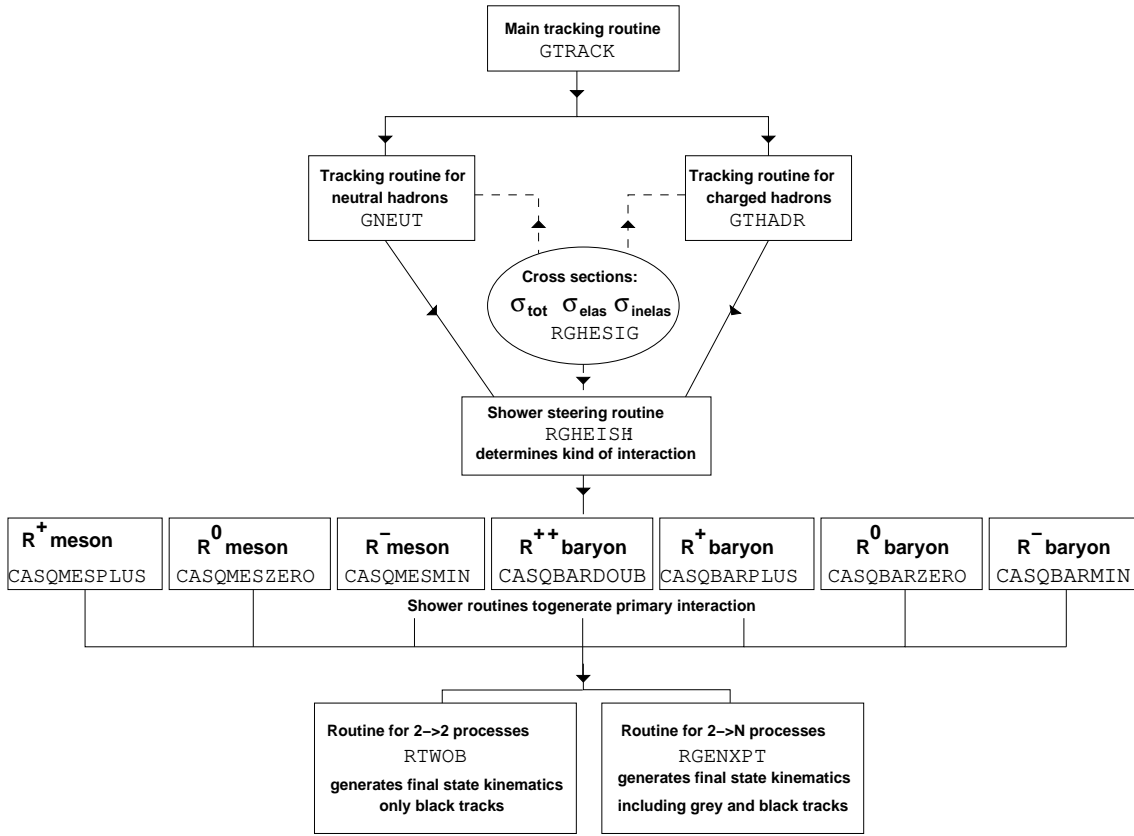 Main tracking routine
GTRACK
Tracking routine for
neutral hadrons
GNEUT
Tracking routine for
charged hadrons
GTHADR
Cross sections:
σtot σelas σinelas
RGHESIG
Shower steering routine
RGHEISH
determines kind of interaction
R+ meson
CASQMESPLUS
R0 meson
CASQMESZERO
R− meson
CASQMESMIN
R++ baryon
CASQBARDOUB
R+ baryon
CASQBARPLUS
R0 baryon
CASQBARZERO
R− baryon
CASQBARMIN
Shower routines togenerate primary interaction
Routine for 2−>2 processes
RTWOB
generates final state kinematics
only black tracks
Routine for 2−>N processes
RGENXPT
generates final state kinematics
including grey and black tracks